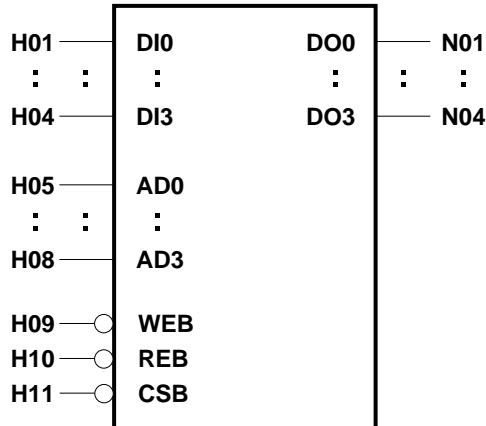 H01 DI0 DO0 N01
: : : : : :
H04 DI3 DO3 N04
H05 AD0
: : :
H08 AD3
H09 WEB
H10 REB
H11 CSB